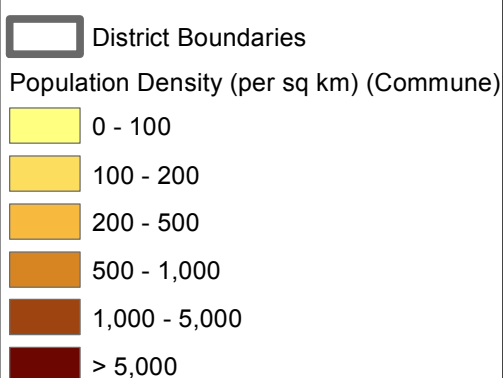 District Boundaries
Population Density (per sq km) (Commune)
0 - 100
100 - 200
200 - 500
500 - 1,000
1,000 - 5,000
> 5,000